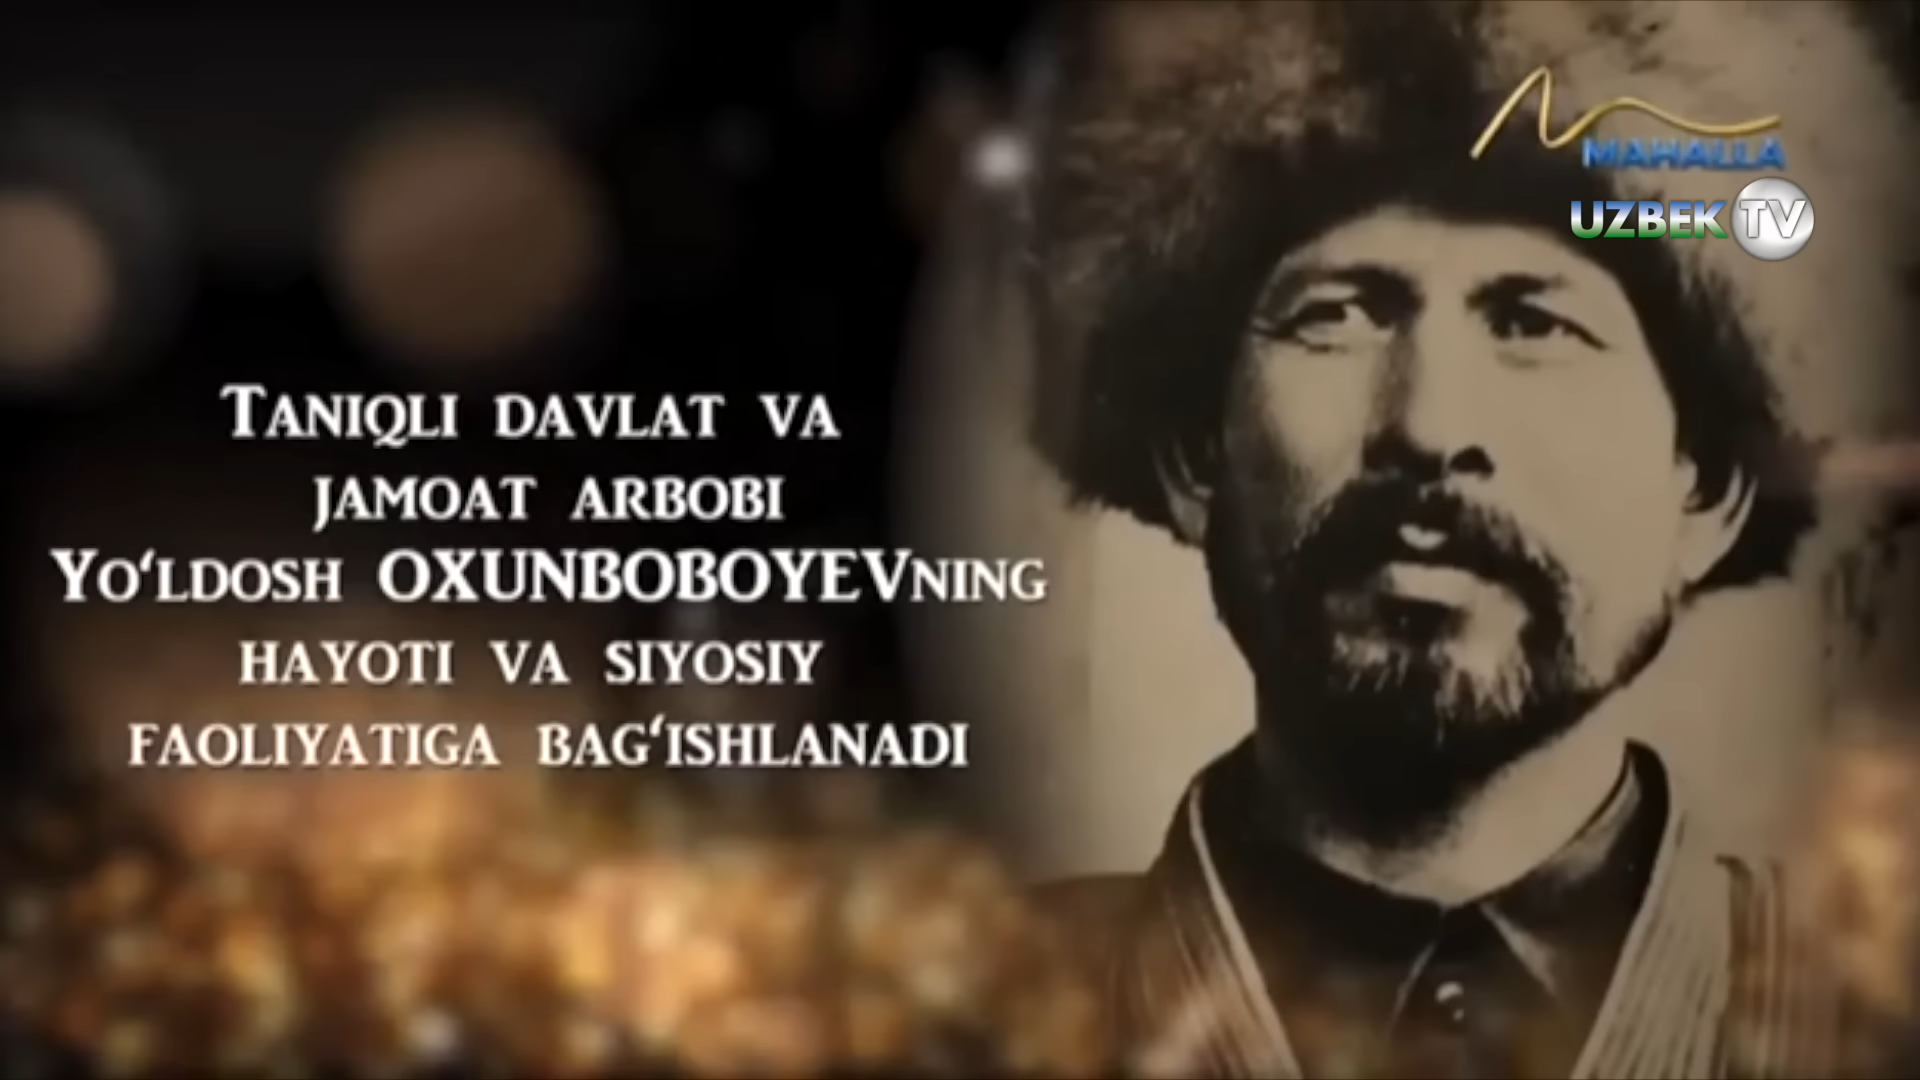 MAHALLA
UZBEK TV
Taniqli davlat va
jamoat arbobi
Yo‘ldosh OXUNBOBOYEVning
hayoti va siyosiy
faoliyatiga bag‘ishlanadi